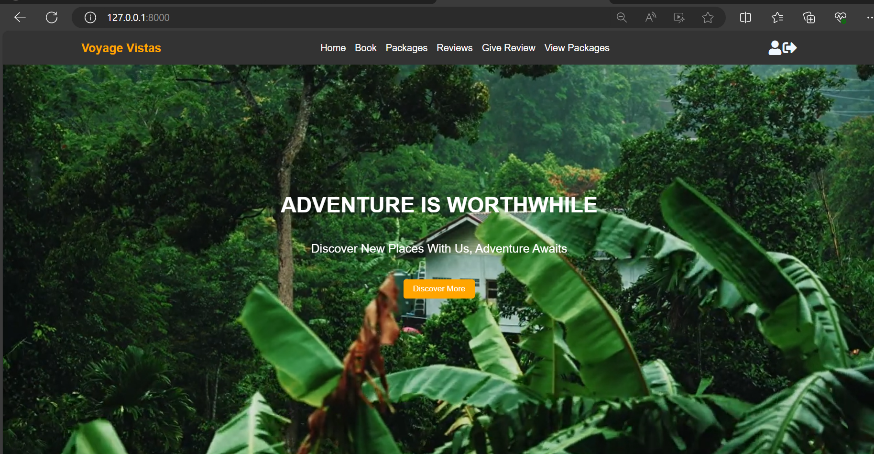 127.0.0.1:8000
Voyage Vistas Home Book Packages Reviews Give Review View Packages
ADVENTURE IS WORTHWHILE
Discover New Places With Us, Adventure Awaits
Discover More